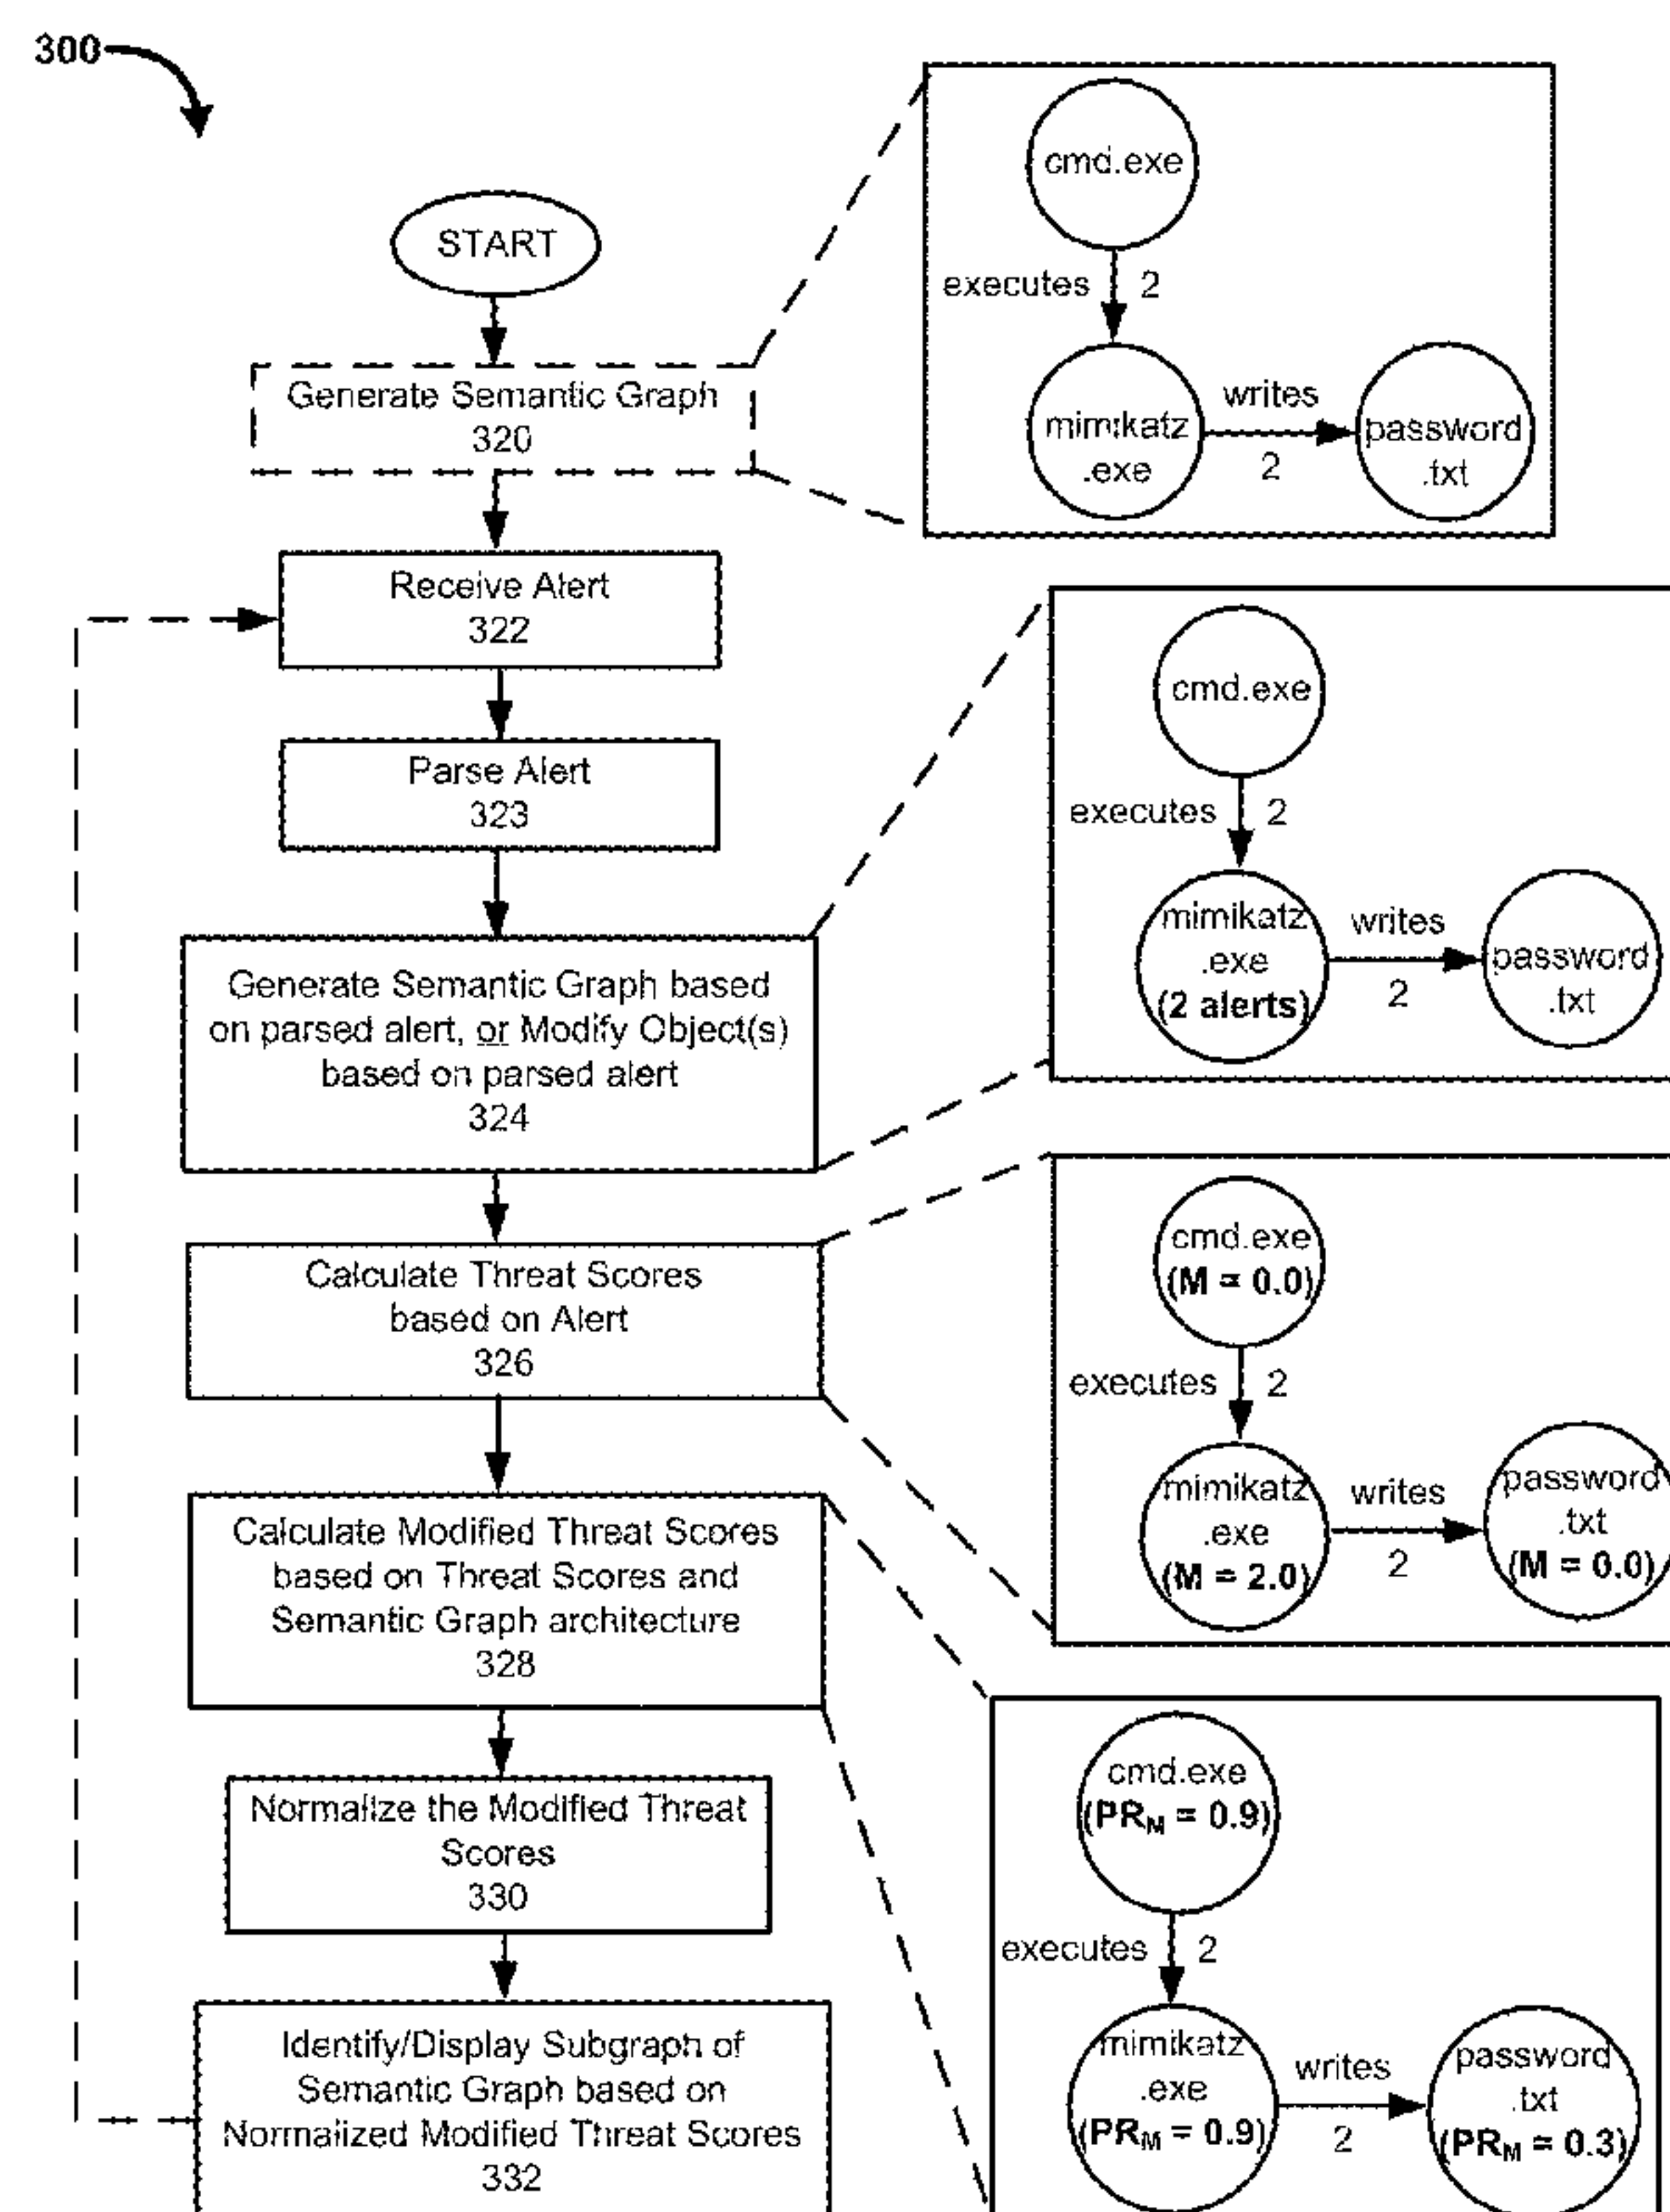 300
START
Generate Semantic Graph
320
Receive Alert
322
Parse Alert
323
Generate Semantic Graph based
on parsed alert, or Modify Object(s)
based on parsed alert
324
Calculate Threat Scores
based on Alert
326
Calculate Modified Threat Scores
based on Threat Scores and
Semantic Graph architecture
328
Normalize the Modified Threat
Scores
330
Identify/Display Subgraph of
Semantic Graph based on
Normalized Modified Threat Scores
332
cmd.exe
executes 2
mimikatz
.exe
writes
2
password
.txt
cmd.exe
executes 2
mimikatz
.exe
(2 alerts)
writes
2
password
.txt
cmd.exe
(M = 0.0)
executes 2
mimikatz
.exe
(M = 2.0)
writes
2
password
.txt
(M = 0.0)
cmd.exe
(PRM = 0.9)
executes 2
mimikatz
.exe
(PRM = 0.9)
writes
2
password
.txt
(PRM = 0.3)